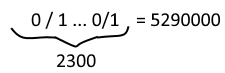 0 / 1 ... 0/1 = 5290000
2300